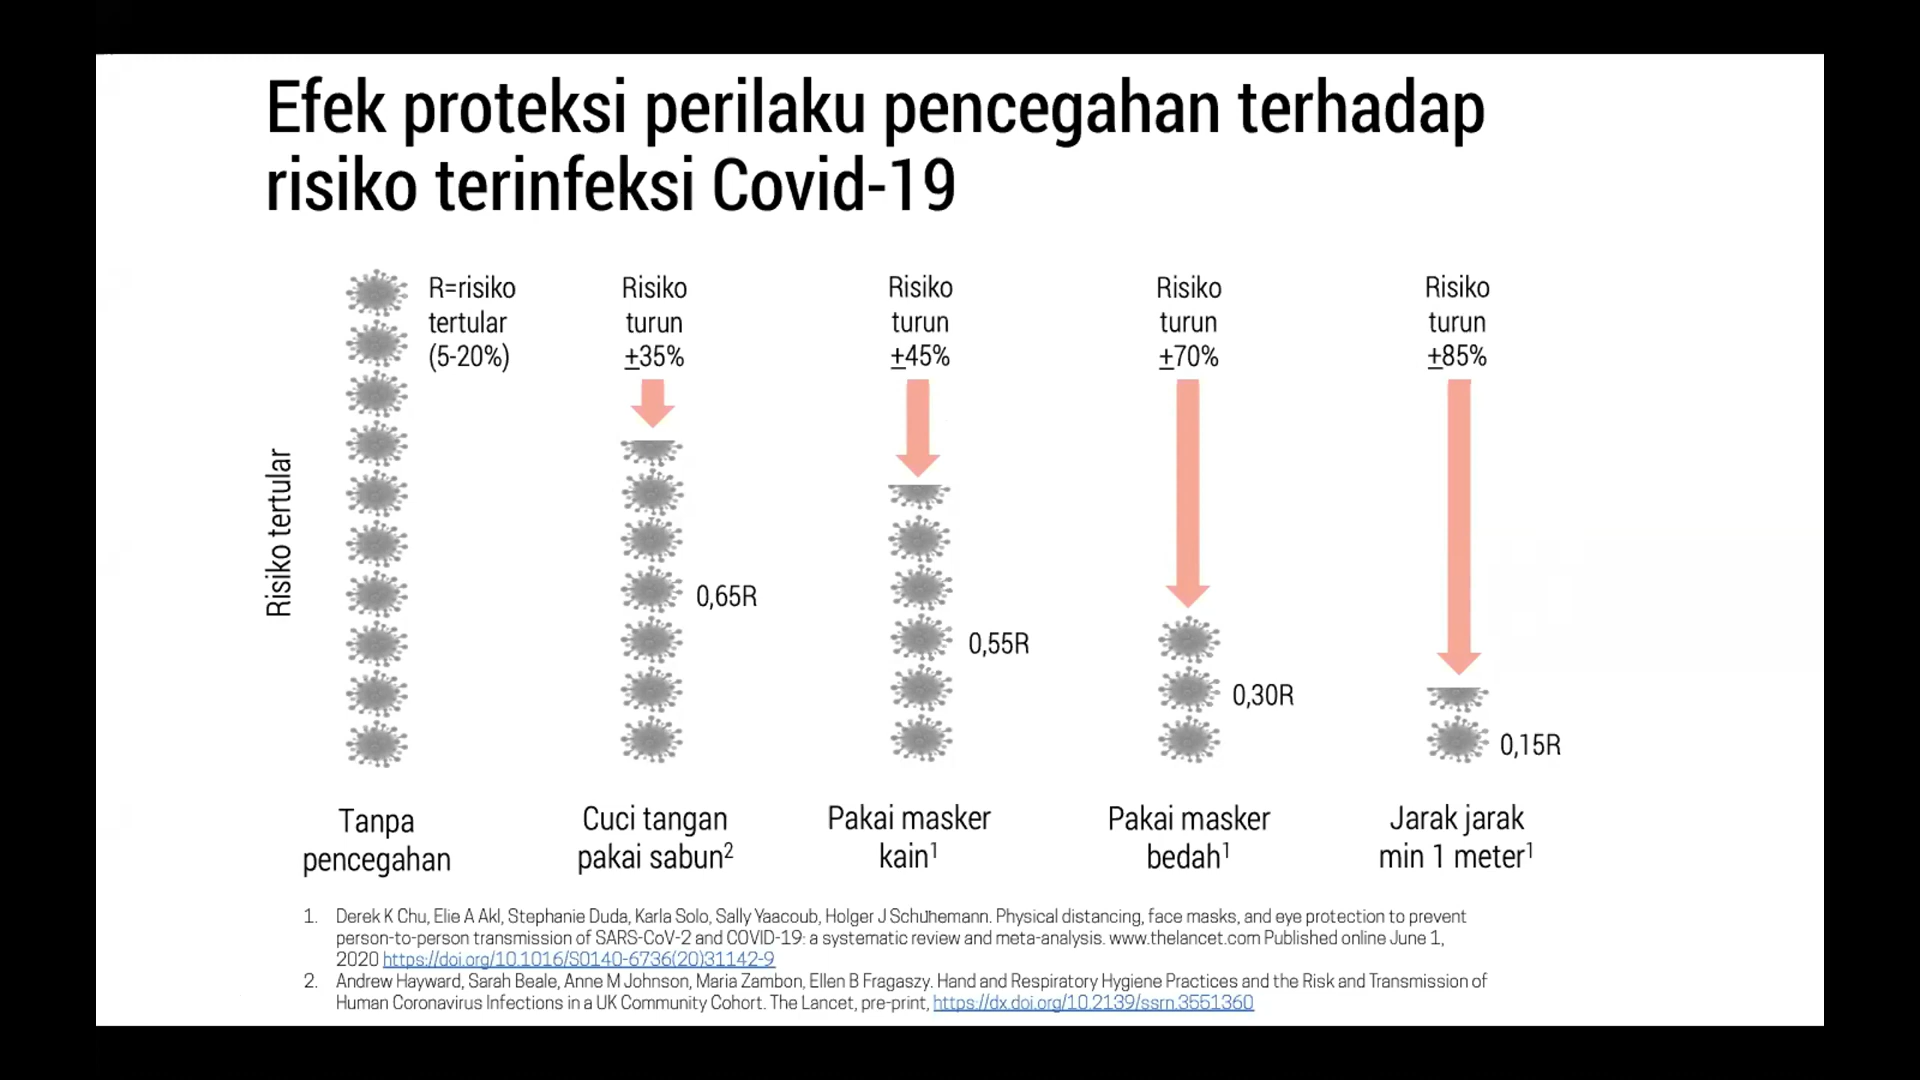 Efek proteksi perilaku pencegahan terhadap
risiko terinfeksi Covid-19
R=risiko
tertular
(5-20%)
Risiko
turun
±35%
Risiko
turun
±45%
Risiko
turun
±70%
Risiko
turun
±85%
Risiko tertular
0,65R
0,55R
0,30R
0,15R
Tanpa
pencegahan
Cuci tangan
pakai sabun²
Pakai masker
kain¹
Pakai masker
bedah¹
Jarak jarak
min 1 meter¹
1. Derek K Chu, Elie A Akl, Stephanie Duda, Karla Solo, Sally Yaacoub, Holger J Schünemann. Physical distancing, face masks, and eye protection to prevent
person-to-person transmission of SARS-CoV-2 and COVID-19: a systematic review and meta-analysis. www.thelancet.com Published online June 1,
2020 https://doi.org/10.1016/S0140-6736(20)31142-9
2. Andrew Hayward, Sarah Beale, Anne M Johnson, Maria Zambon, Ellen B Fragaszy. Hand and Respiratory Hygiene Practices and the Risk and Transmission of
Human Coronavirus Infections in a UK Community Cohort. The Lancet, pre-print, https://dx.doi.org/10.2139/ssrn.3551360